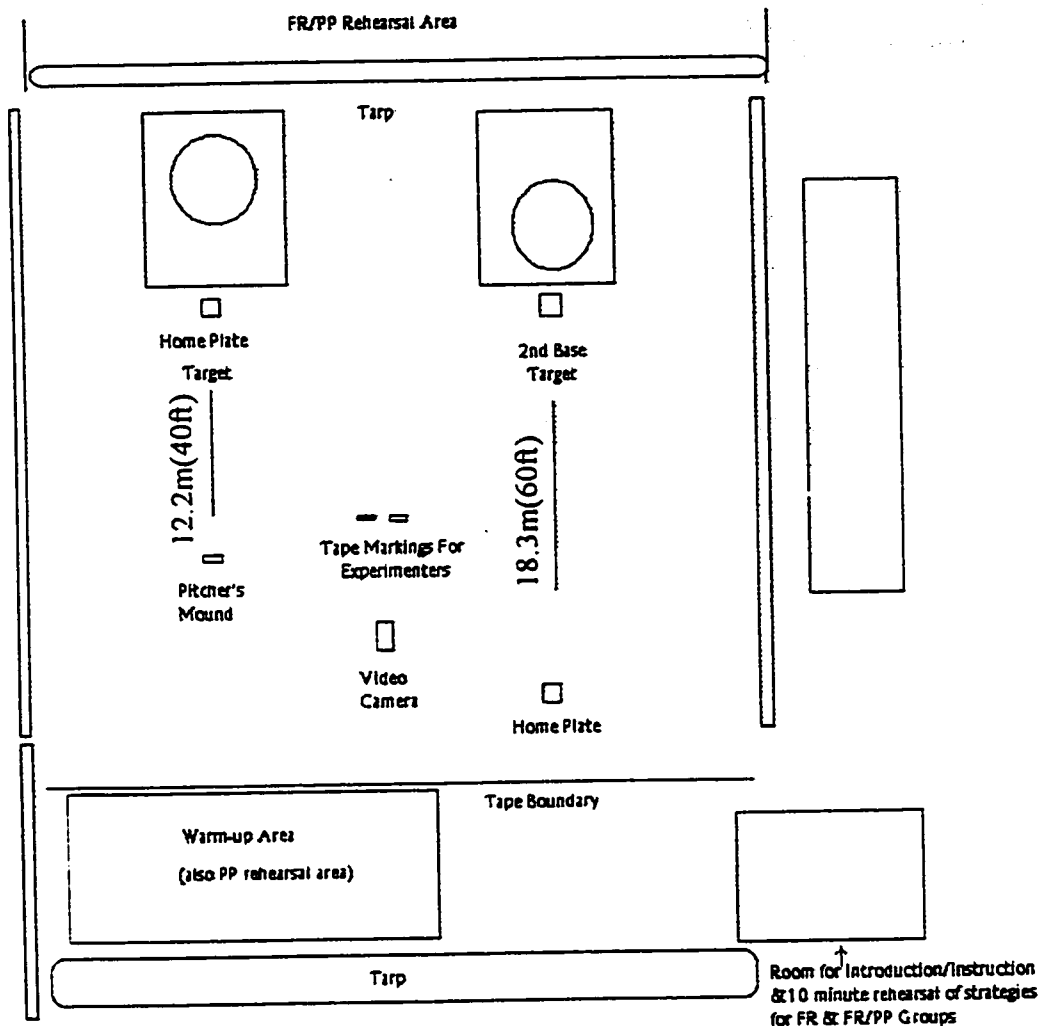 FR/PP Rehearsal Area
Tarp
Home Plate
Target
2nd Base
Target
12.2m(40ft)
18.3m(60ft)
Tape Markings For
Experimenters
Pitcher's
Mound
Video
Camera
Home Plate
Tape Boundary
Warm-up Area
(also PP rehearsal area)
Tarp
Room for Introduction/Instruction
&10 minute rehearsal of strategies
for FR & FR/PP Groups